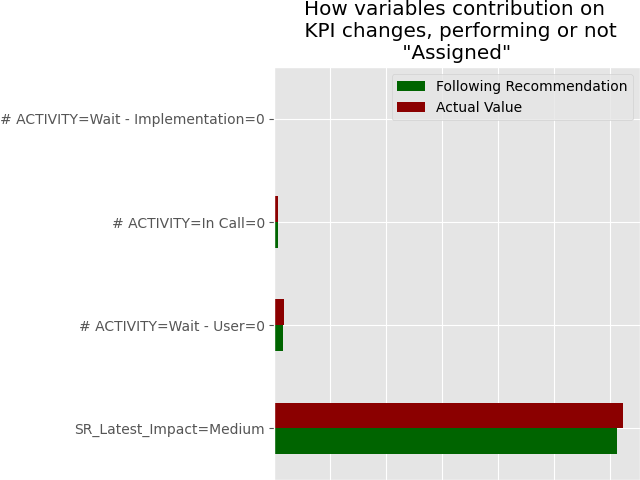 How variables contribution on
KPI changes, performing or not
"Assigned"
Following Recommendation
Actual Value
# ACTIVITY=Wait - Implementation=0
# ACTIVITY=In Call=0
# ACTIVITY=Wait - User=0
SR_Latest_Impact=Medium